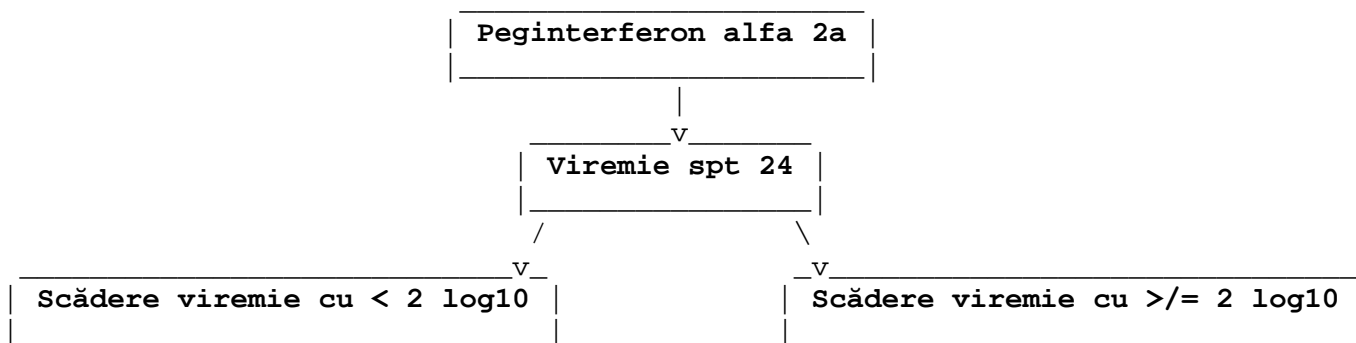 Peginterferon alfa 2a
Viremie spt 24
Scădere viremie cu < 2 log10
Scădere viremie cu >/= 2 log10